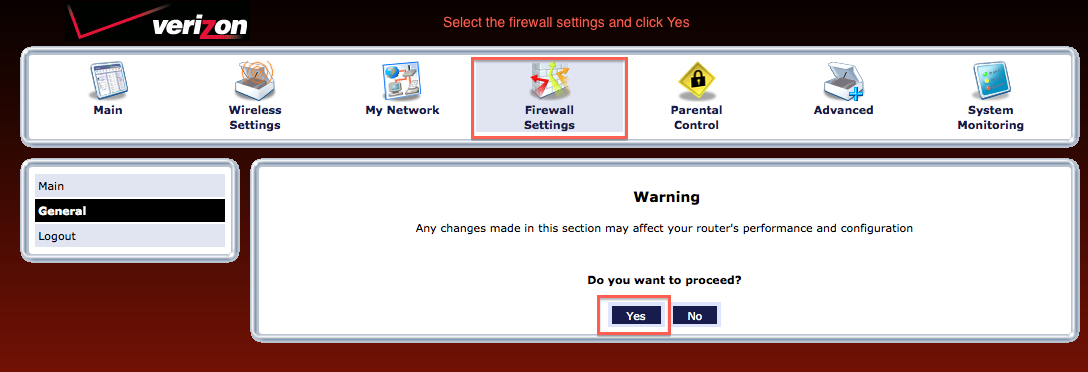 verizon
Select the firewall settings and click Yes
Main
Wireless
Settings
My Network
Firewall
Settings
Parental
Control
Advanced
System
Monitoring
Main
General
Logout
Warning
Any changes made in this section may affect your router's performance and configuration
Do you want to proceed?
Yes
No